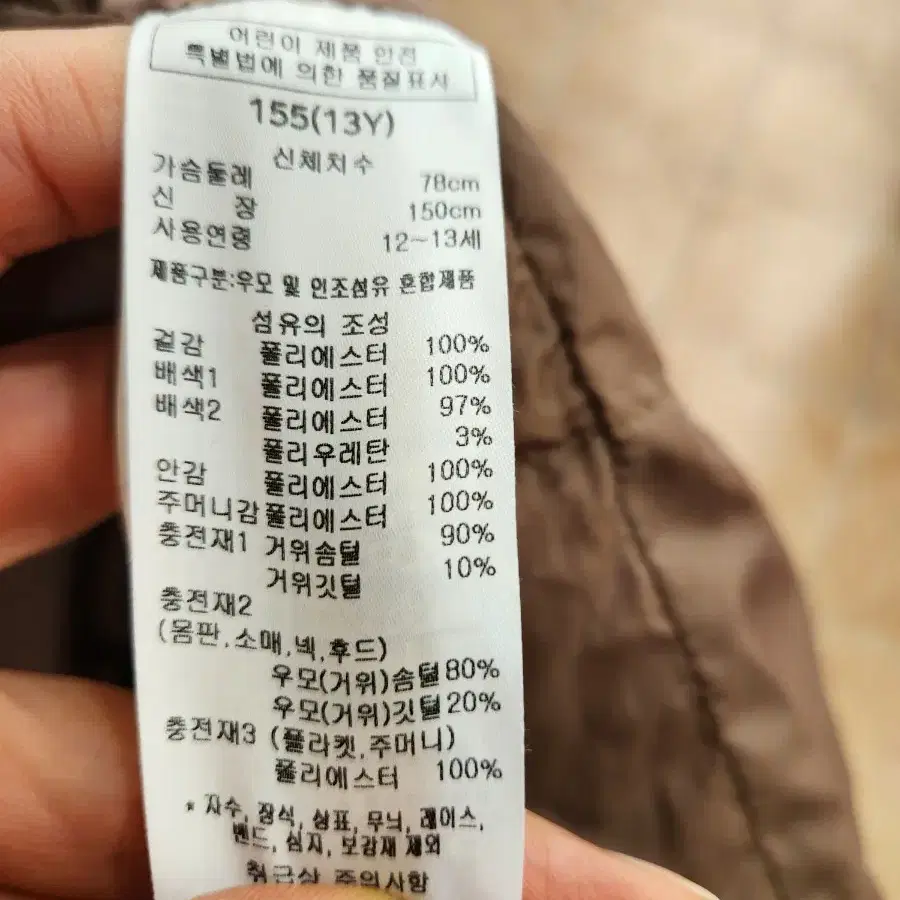 어린이 제품 안전
특별법에 의한 품질표시
155(13Y)
신체치수
가슴둘레 78cm
신 장 150cm
사용연령 12~13세
제품구분:우모 및 인조섬유 혼합제품
섬유의 조성
겉감 폴리에스터 100%
배색1 폴리에스터 100%
배색2 폴리에스터 97%
폴리우레탄 3%
안감 폴리에스터 100%
주머니감 폴리에스터 100%
충전재1 거위솜털 90%
거위깃털 10%
충전재2
(몸판,소매,넥,후드)
우모(거위)솜털 80%
우모(거위)깃털 20%
충전재3 (플라켓,주머니)
폴리에스터 100%
* 자수, 장식, 상표, 무늬, 레이스,
밴드, 심지, 보강재 제외
취급상 주의사항